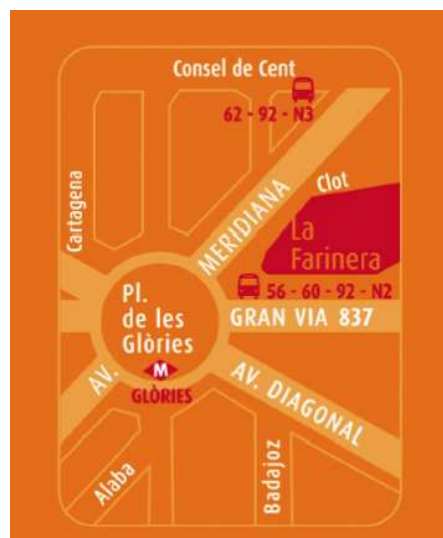 Consel de Cent
62 - 92 - N3
Clot
Cartagena
MERIDIANA
La
Farinera
56 - 60 - 92 - N2
Pl.
de les
Glòries
GRAN VIA 837
M
GLÒRIES
AV.
AV. DIAGONAL
Alaba
Badajoz